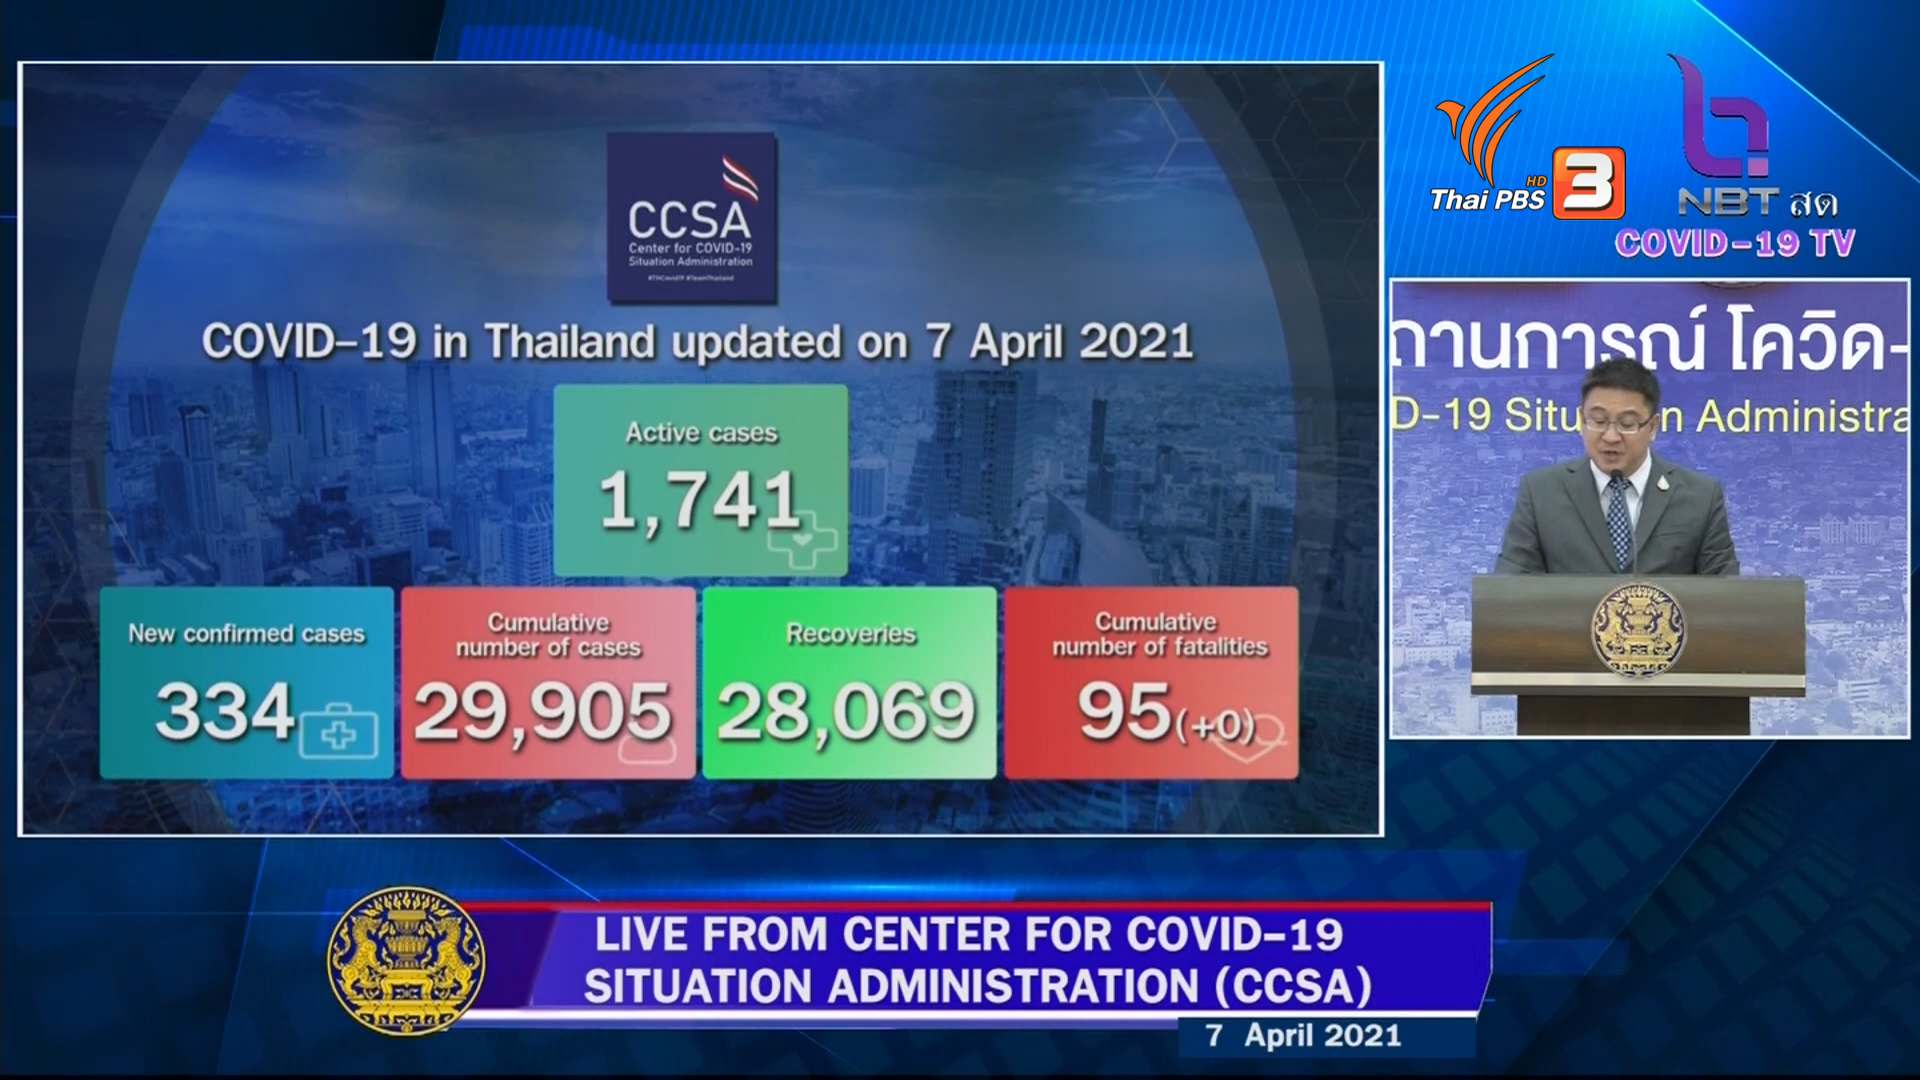 CCSA
Center for COVID-19
Situation Administration
#THCovid19 #TeamThailand
COVID-19 in Thailand updated on 7 April 2021
Active cases
1,741
New confirmed cases
334
Cumulative
number of cases
29,905
Recoveries
28,069
Cumulative
number of fatalities
95(+0)
Thai PBS HD
3
NBT สด
COVID-19 TV
ถานการณ์ โควิด-
D-19 Situ n Administra
LIVE FROM CENTER FOR COVID-19
SITUATION ADMINISTRATION (CCSA)
7 April 2021